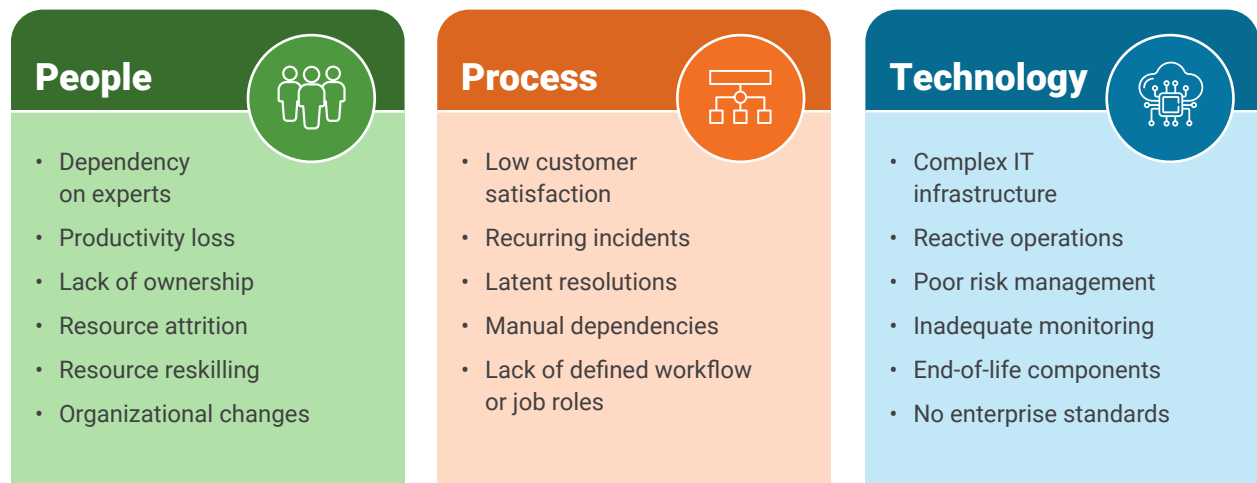 People
• Dependency
on experts
• Productivity loss
• Lack of ownership
• Resource attrition
• Resource reskilling
• Organizational changes
Process
• Low customer
satisfaction
• Recurring incidents
• Latent resolutions
• Manual dependencies
• Lack of defined workflow
or job roles
Technology
• Complex IT
infrastructure
• Reactive operations
• Poor risk management
• Inadequate monitoring
• End-of-life components
• No enterprise standards